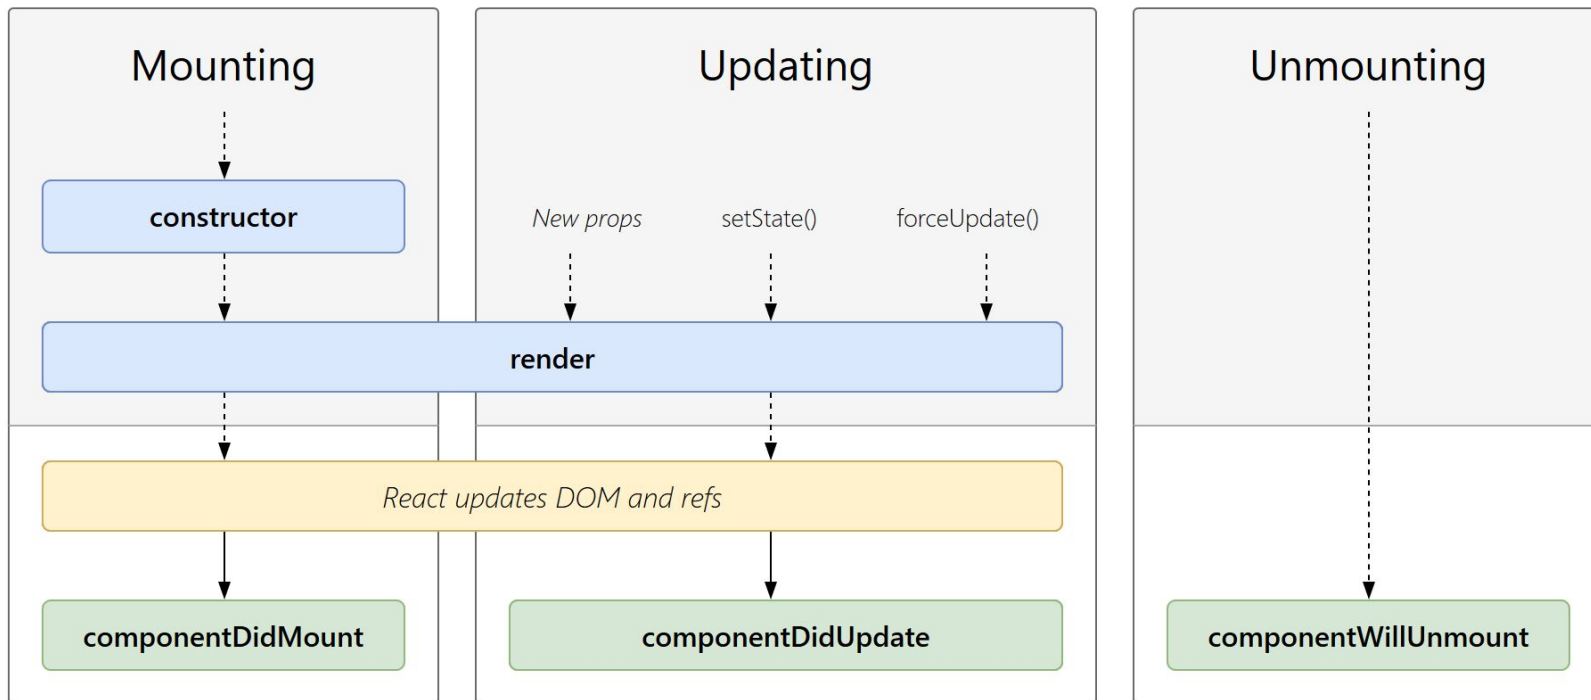 Mounting
Updating
Unmounting
constructor
New props
setState()
forceUpdate()
render
React updates DOM and refs
componentDidMount
componentDidUpdate
componentWillUnmount